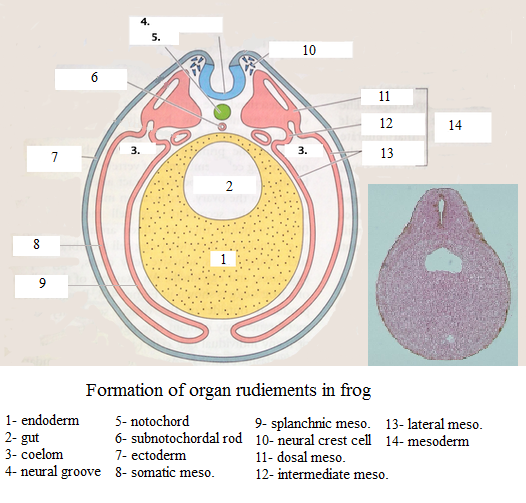 4.
5.
10
6
11
12
14
3.
3.
13
7
2
8
1
9
Formation of organ rudiements in frog
1- endoderm
2- gut
3- coelom
4- neural groove
5- notochord
6- subnotochordal rod
7- ectoderm
8- somatic meso.
9- splanchnic meso.
10- neural crest cell
11- dosal meso.
12- intermediate meso.
13- lateral meso.
14- mesoderm